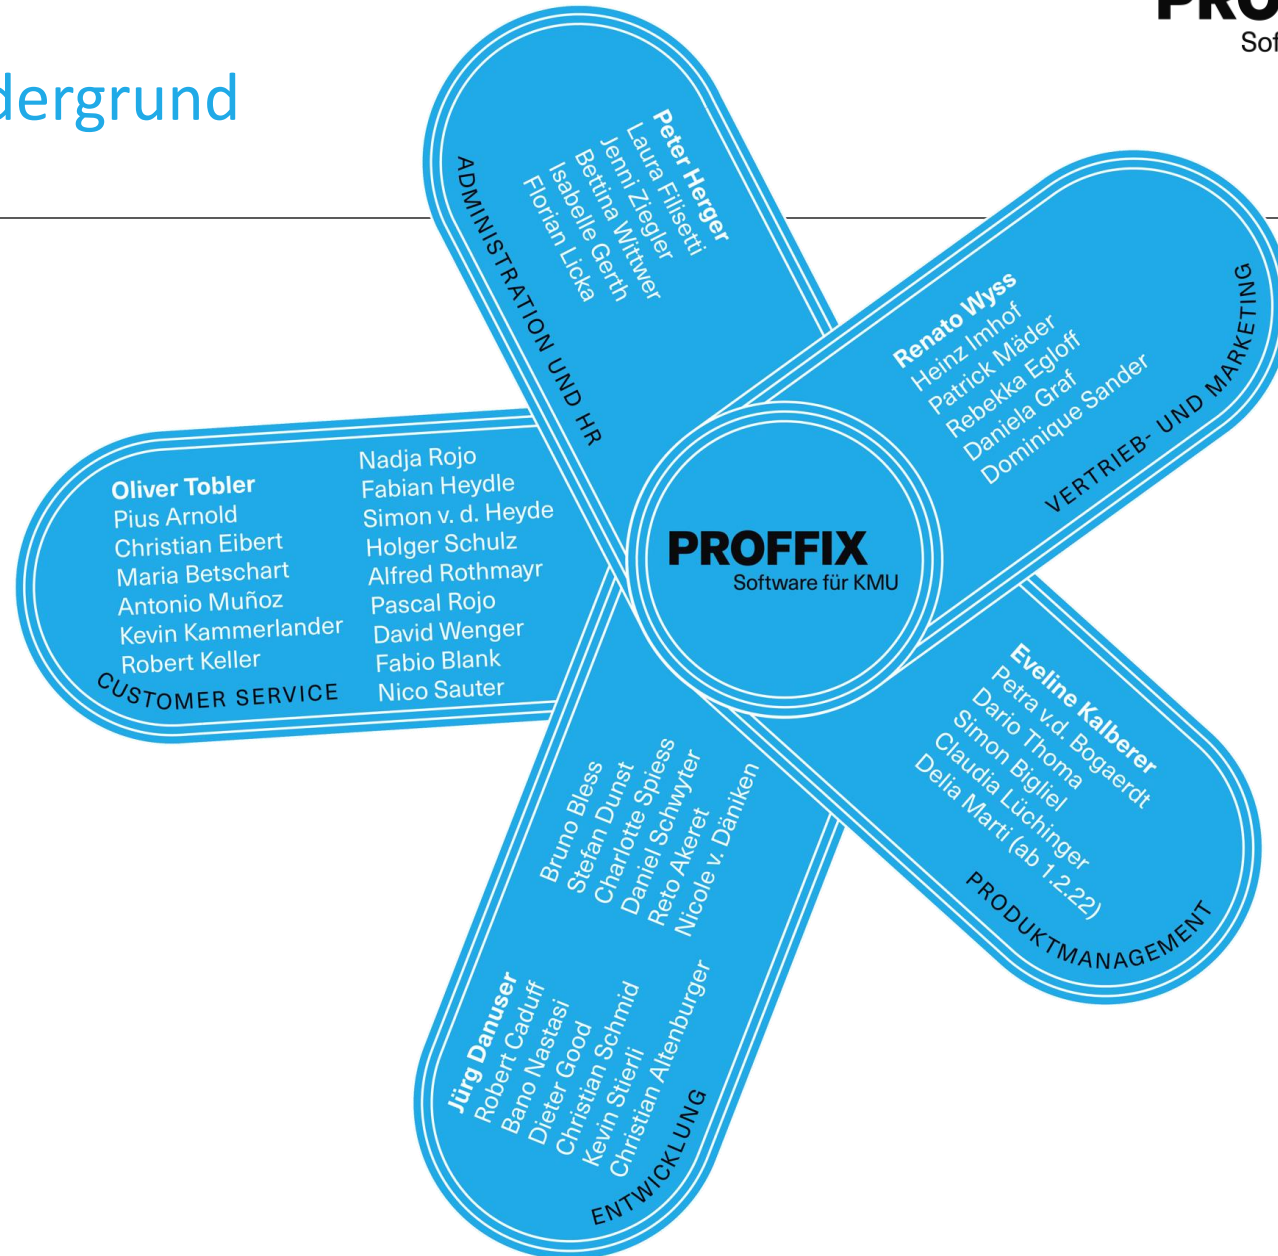 dergrund
PRO
Sof
ADMINISTRATION UND HR
Peter Herger
Laura Filisetti
Jenni Ziegler
Bettina Wittwer
Isabelle Gerth
Florian Licka
Renato Wyss
Heinz Imhof
Patrick Mäder
Rebekka Egloff
Daniela Graf
Dominique Sander
VERTRIEB- UND MARKETING
Oliver Tobler
Pius Arnold
Christian Eibert
Maria Betschart
Antonio Muñoz
Kevin Kammerlander
Robert Keller
Nadja Rojo
Fabian Heydle
Simon v. d. Heyde
Holger Schulz
Alfred Rothmayr
Pascal Rojo
David Wenger
Fabio Blank
Nico Sauter
CUSTOMER SERVICE
PROFFIX
Software für KMU
Eveline Kalberer
Petra v.d. Bogaerdt
Dario Thoma
Simon Bigliel
Claudia Lüchinger
Delia Marti (ab 1.2.22)
PRODUKTMANAGEMENT
Bruno Bless
Stefan Dunst
Charlotte Spiess
Daniel Schwyter
Reto Akeret
Nicole v. Däniken
Jürg Danuser
Robert Caduff
Bano Nastasi
Dieter Good
Christian Schmid
Kevin Stierli
Christian Altenburger
ENTWICKLUNG